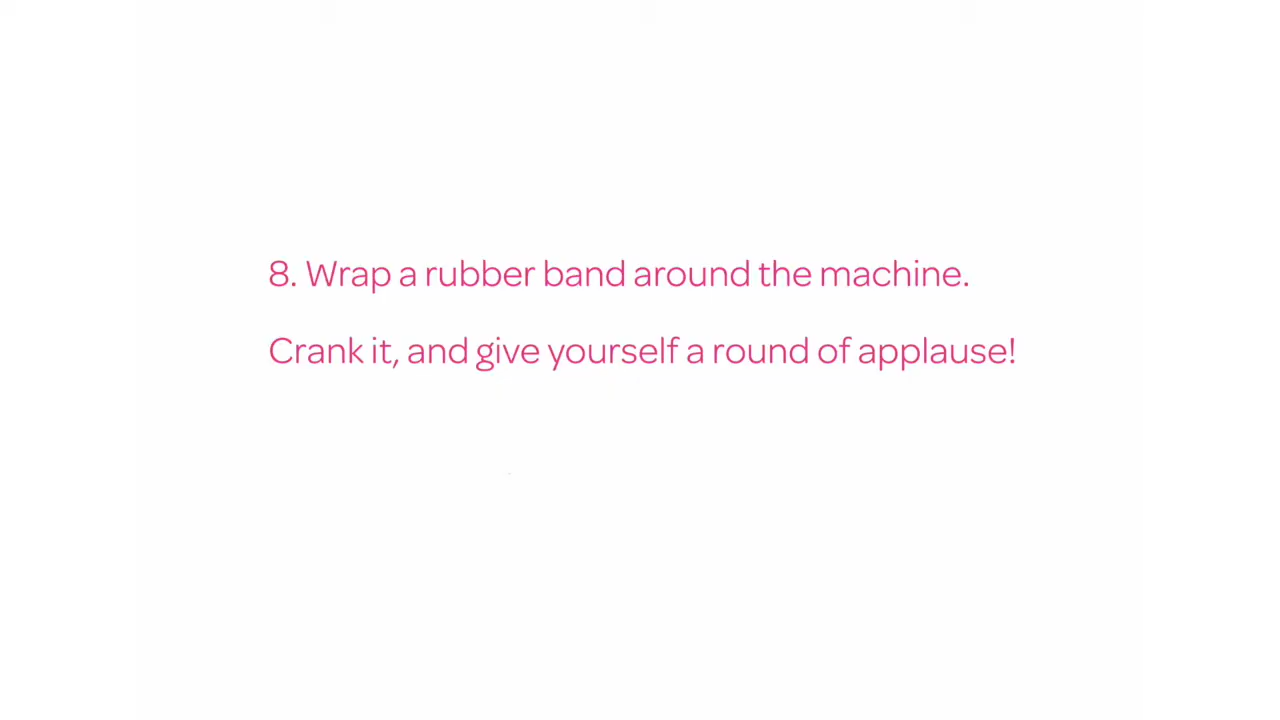 8. Wrap a rubber band around the machine.
Crank it, and give yourself a round of applause!